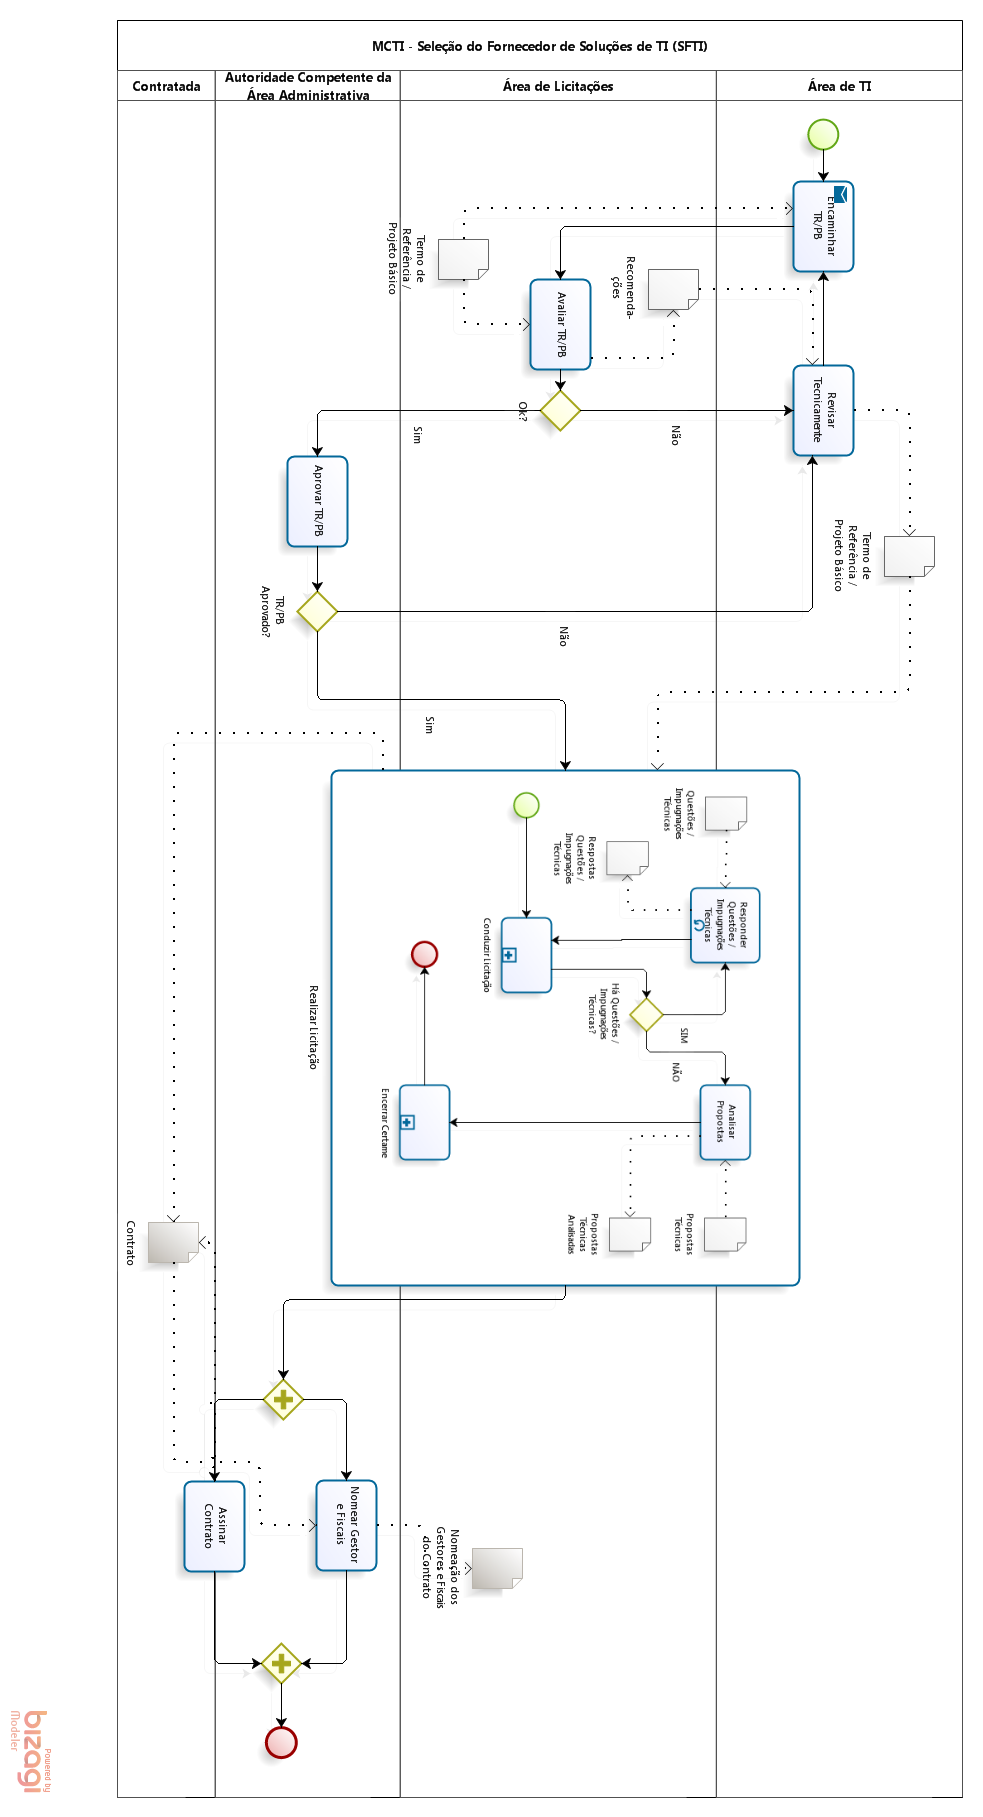 MCTI - Seleção do Fornecedor de Soluções de TI (SFTI)
Contratada
Autoridade Competente da
Área Administrativa
Área de Licitações
Área de TI
Encaminhar
TR/PB
Termo de
Referência /
Projeto Básico
Recomenda-
ções
Avaliar TR/PB
Ok?
Sim
Não
Revisar
Tecnicamente
Aprovar TR/PB
Termo de
Referência /
Projeto Básico
TR/PB
Aprovado?
Não
Sim
Questões /
Impugnações
Técnicas
Respostas
Questões /
Impugnações
Técnicas
Responder
Questões /
Impugnações
Técnicas
Conduzir Licitação
Há Questões /
Impugnações
Técnicas?
SIM
NÃO
Realizar Licitação
Encerrar Certame
Analisar
Propostas
Propostas
Técnicas
Analisadas
Propostas
Técnicas
Contrato
Assinar
Contrato
Nomear Gestor
e Fiscais
Nomeação dos
Gestores e Fiscais
do Contrato
Powered by
bizagi
Modeler